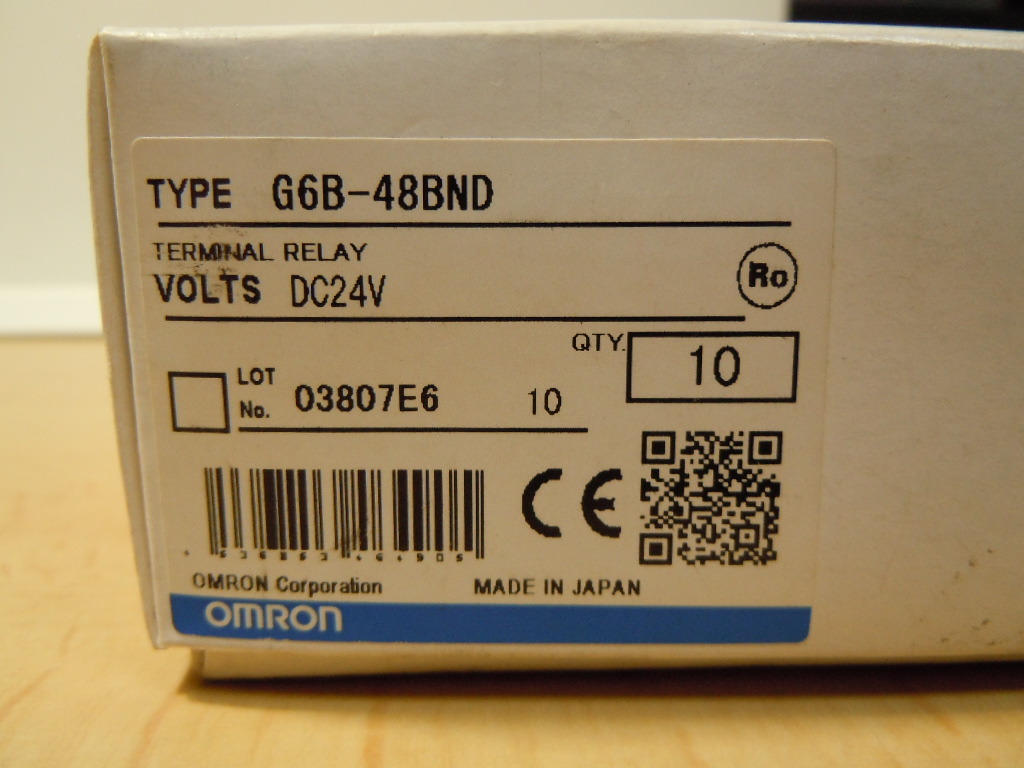 TYPE G6B-48BND
TERMINAL RELAY
VOLTS DC24V
Ro
QTY. 10
LOT No. 03807E6 10
CE
OMRON Corporation MADE IN JAPAN
OMRON